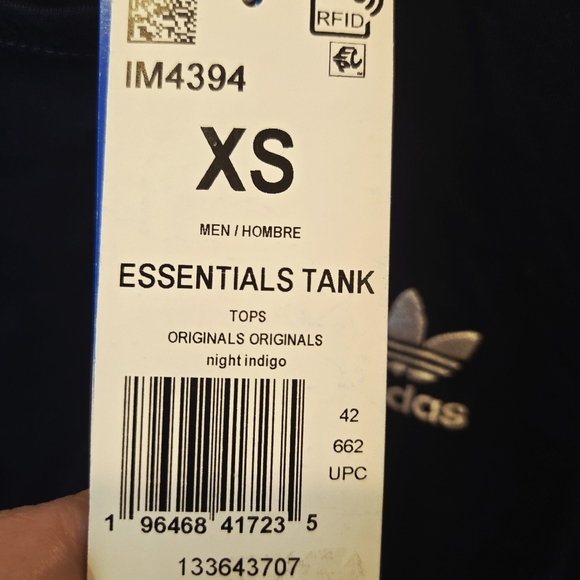 RFID
IM4394
XS
MEN / HOMBRE
ESSENTIALS TANK
TOPS
ORIGINALS ORIGINALS
night indigo
42
662
UPC
1 96468 41723 5
133643707
adidas